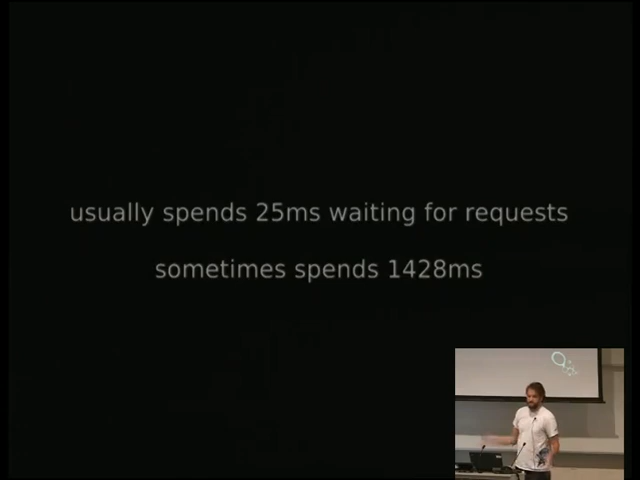 usually spends 25ms waiting for requests
sometimes spends 1428ms